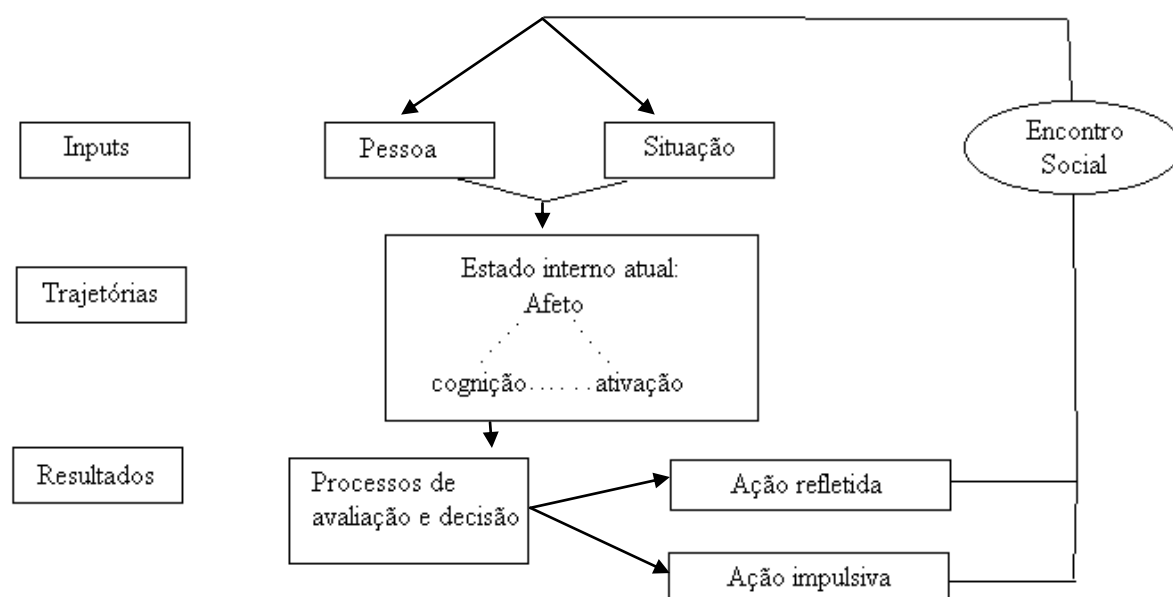 Inputs
Pessoa
Situação
Encontro
Social
Trajetórias
Estado interno atual:
Afeto
cognição......ativação
Resultados
Processos de
avaliação e decisão
Ação refletida
Ação impulsiva